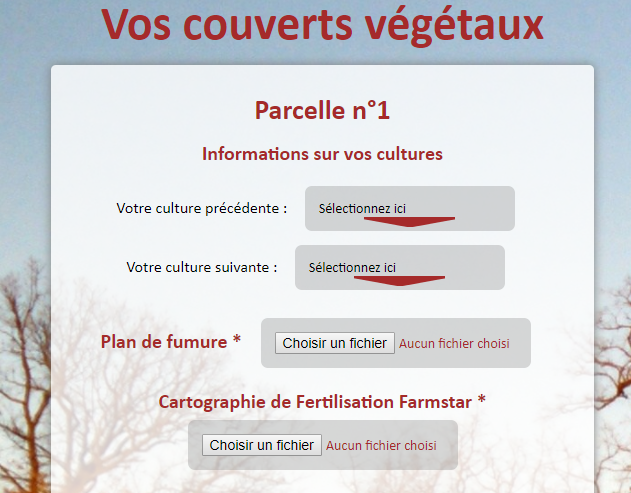 Vos couverts végétaux
Parcelle n°1
Informations sur vos cultures
Votre culture précédente : Sélectionnez ici
Votre culture suivante : Sélectionnez ici
Plan de fumure * Choisir un fichier Aucun fichier choisi
Cartographie de Fertilisation Farmstar *
Choisir un fichier Aucun fichier choisi